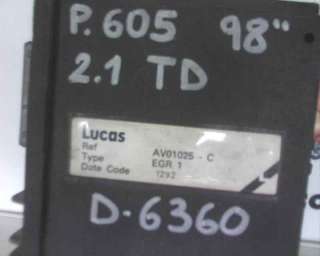 P. 605 98"
2.1 TD
Lucas
Ref AV01025 - C
Type EGR 1
Date Code 1292
D-6360